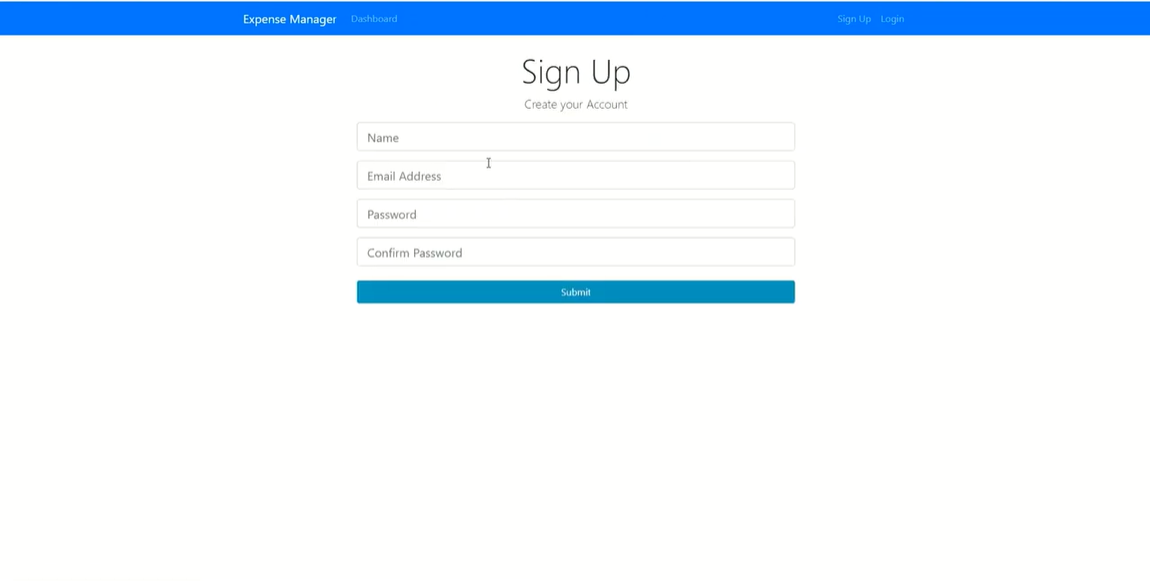 Expense Manager Dashboard Sign Up Login
Sign Up
Create your Account
Name
Email Address
Password
Confirm Password
Submit